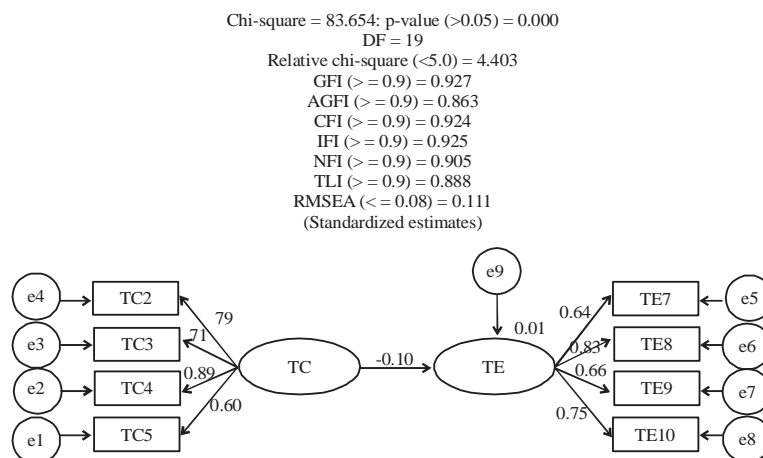 Chi-square = 83.654: p-value (>0.05) = 0.000
DF = 19
Relative chi-square (<5.0) = 4.403
GFI (> = 0.9) = 0.927
AGFI (> = 0.9) = 0.863
CFI (> = 0.9) = 0.924
IFI (> = 0.9) = 0.925
NFI (> = 0.9) = 0.905
TLI (> = 0.9) = 0.888
RMSEA (< = 0.08) = 0.111
(Standardized estimates)
e9
e4
TC2
79
e3
TC3
71
e2
TC4
0.89
e1
TC5
0.60
TC
-0.10
TE
0.01
0.64
TE7
e5
0.83
TE8
e6
0.66
TE9
e7
0.75
TE10
e8